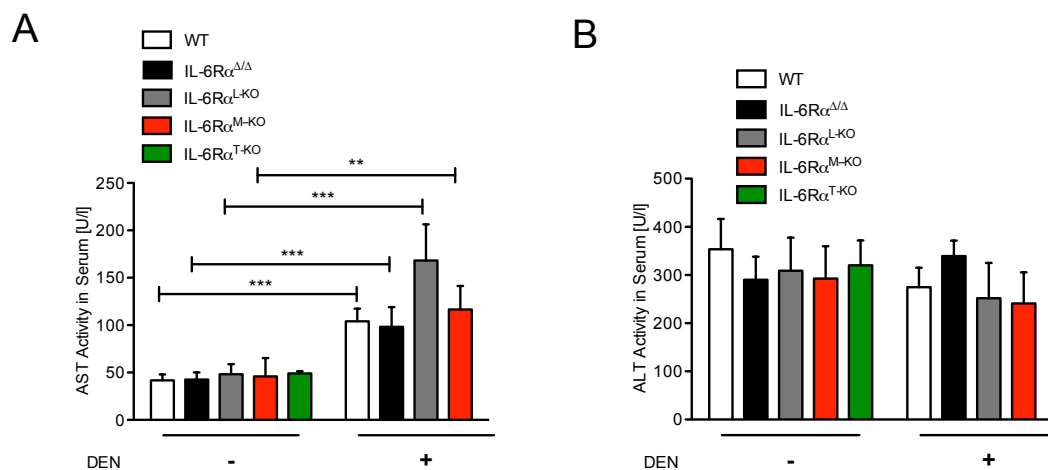 A
WT
IL-6Rα^Δ/Δ
IL-6Rα^L-KO
IL-6Rα^M–KO
IL-6Rα^T-KO
**
***
***
***
AST Activity in Serum [U/l]
250
200
150
100
50
0
DEN - +
B
WT
IL-6Rα^Δ/Δ
IL-6Rα^L-KO
IL-6Rα^M–KO
IL-6Rα^T-KO
ALT Activity in Serum [U/l]
500
400
300
200
100
0
DEN - +